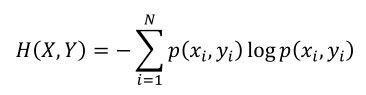 H(X,Y) = − ∑_{i=1}^{N} p(x_i, y_i) log p(x_i, y_i)